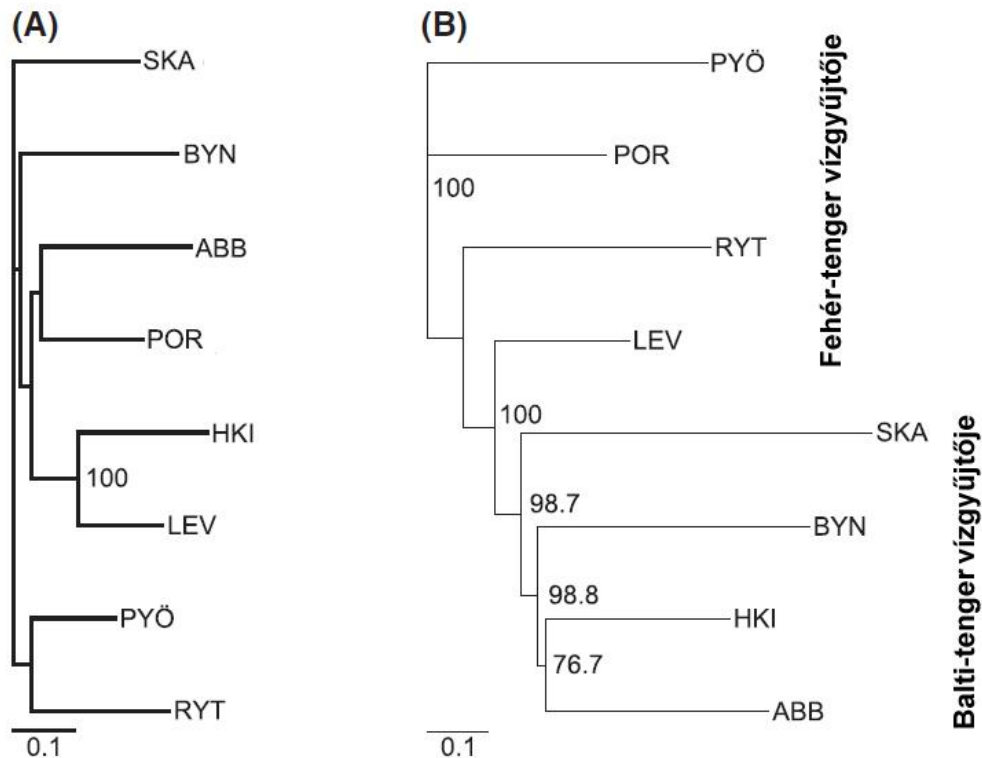 (A)
SKA
BYN
ABB
POR
HKI
100
LEV
PYÖ
RYT
0.1
(B)
PYÖ
POR
100
RYT
LEV
100
SKA
98.7
BYN
98.8
HKI
76.7
ABB
0.1
Fehér-tenger vízgyűjtője
Balti-tenger vízgyűjtője